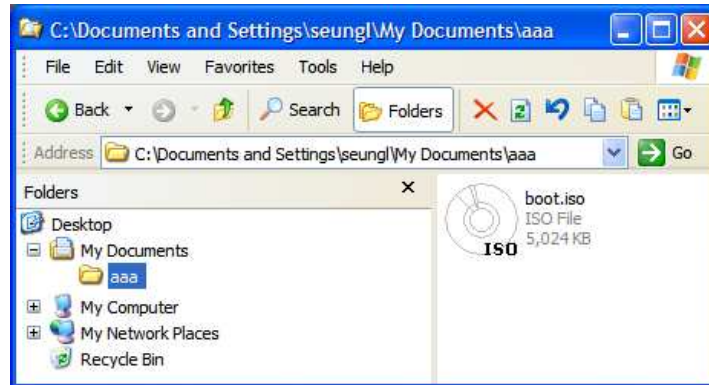 C:\Documents and Settings\seungl\My Documents\aaa
File Edit View Favorites Tools Help
Back Search Folders
Address C:\Documents and Settings\seungl\My Documents\aaa Go
Folders
Desktop
My Documents
aaa
My Computer
My Network Places
Recycle Bin
boot.iso
ISO File
5,024 KB
ISO